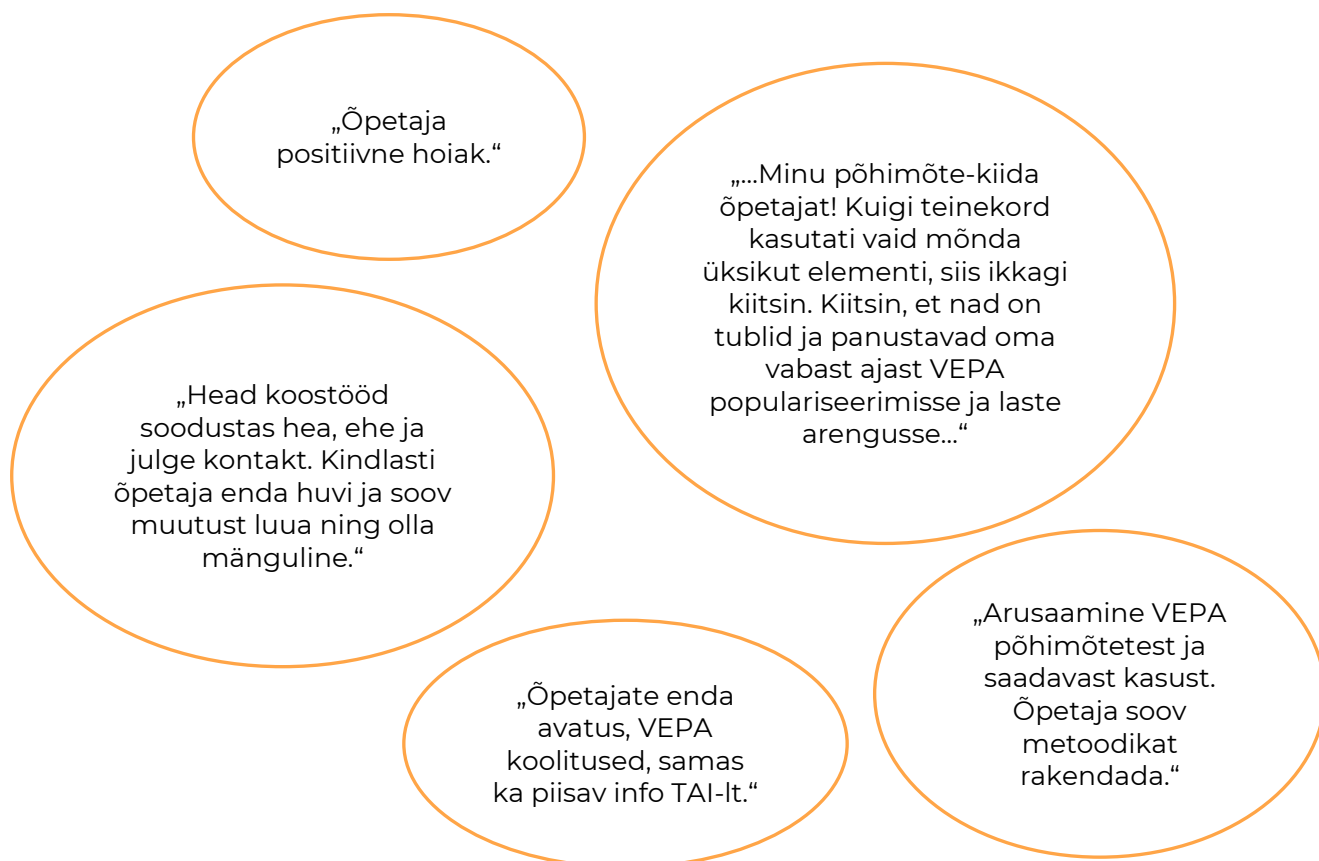 „Õpetaja
positiivne hoiak.“
„...Minu põhimõte-kiida
õpetajat! Kuigi teinekord
kasutati vaid mõnda
üksikut elementi, siis ikkagi
kiitsin. Kiitsin, et nad on
tublid ja panustavad oma
vabast ajast VEPA
populariseerimisse ja laste
arengusse...“
„Head koostööd
soodustas hea, ehe ja
julge kontakt. Kindlasti
õpetaja enda huvi ja soov
muutust luua ning olla
mänguline.“
„Õpetajate enda
avatus, VEPA
koolitused, samas
ka piisav info TAI-lt.“
„Arusaamine VEPA
põhimõtetest ja
saadavast kasust.
Õpetaja soov
metoodikat
rakendada.“